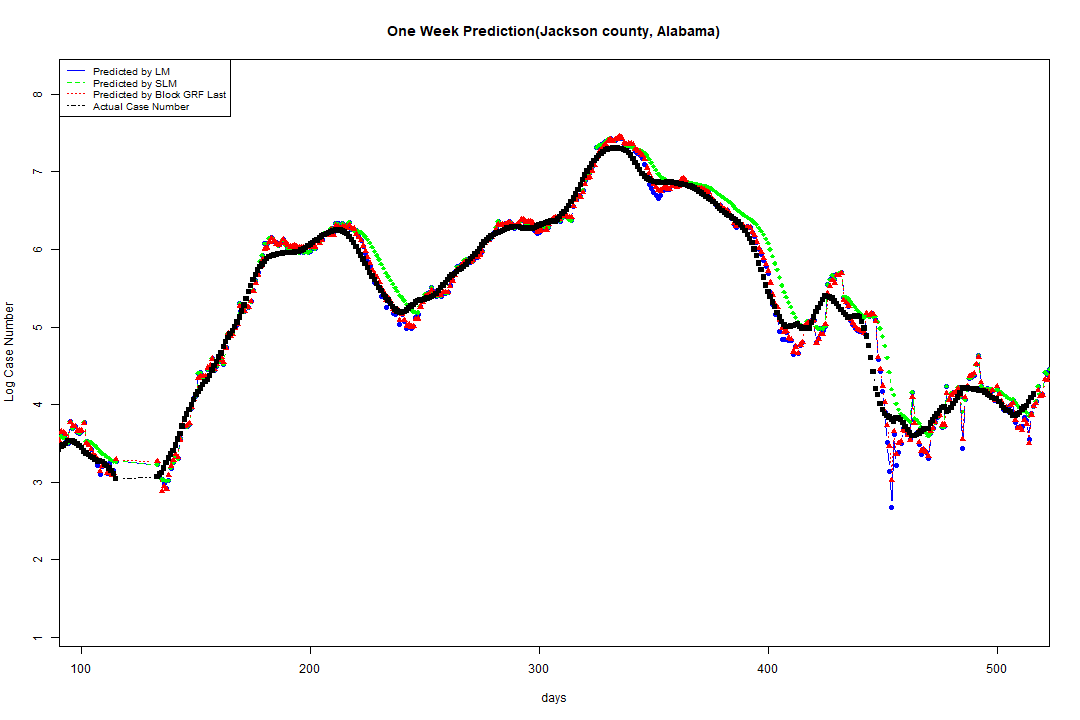 One Week Prediction(Jackson county, Alabama)
Predicted by LM
Predicted by SLM
Predicted by Block GRF Last
Actual Case Number
8
7
6
5
4
3
2
1
Log Case Number
100 200 300 400 500
days